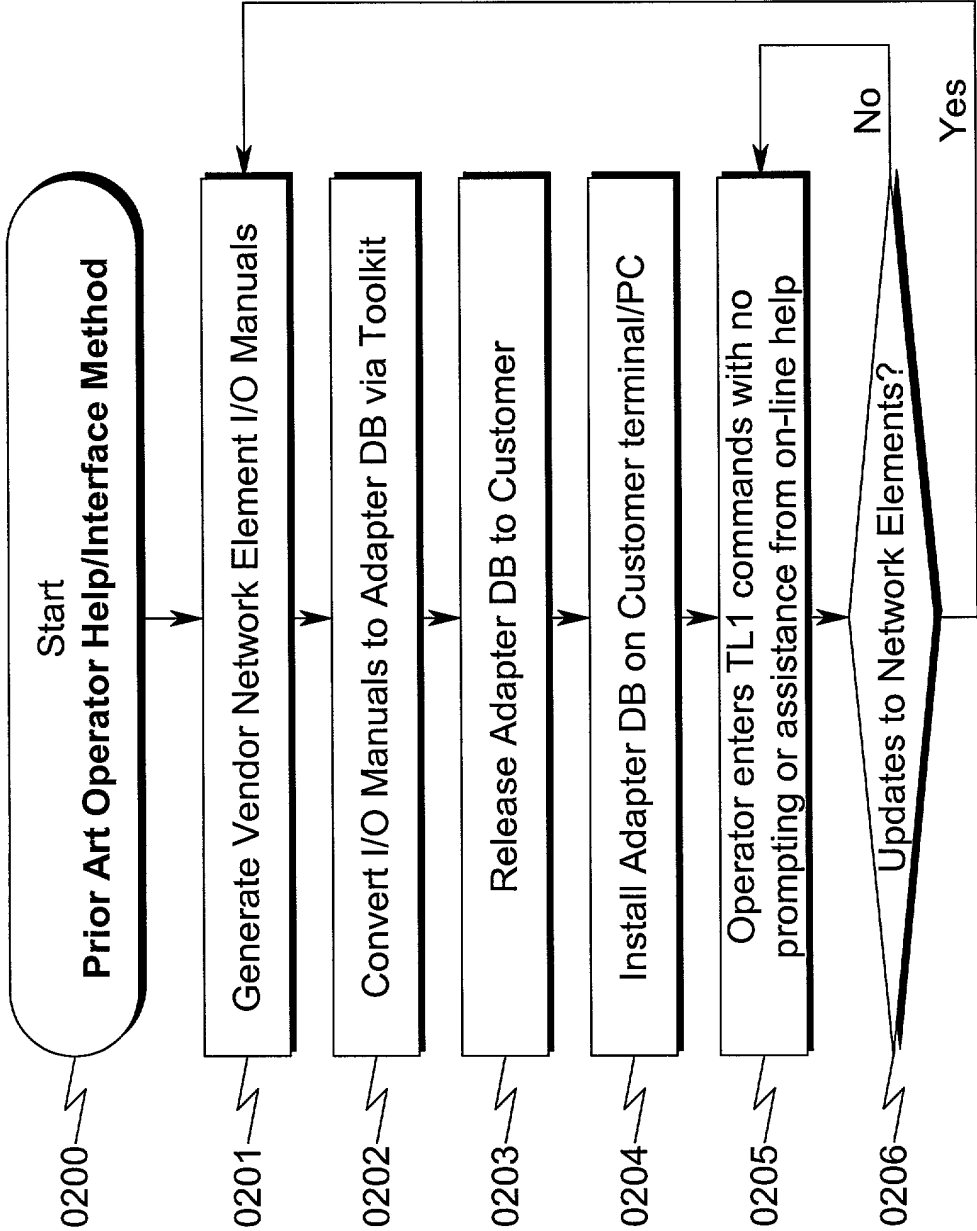 0200
Start
Prior Art Operator Help/Interface Method
0201
Generate Vendor Network Element I/O Manuals
0202
Convert I/O Manuals to Adapter DB via Toolkit
0203
Release Adapter DB to Customer
0204
Install Adapter DB on Customer terminal/PC
0205
Operator enters TL1 commands with no
prompting or assistance from on-line help
0206
Updates to Network Elements?
No
Yes